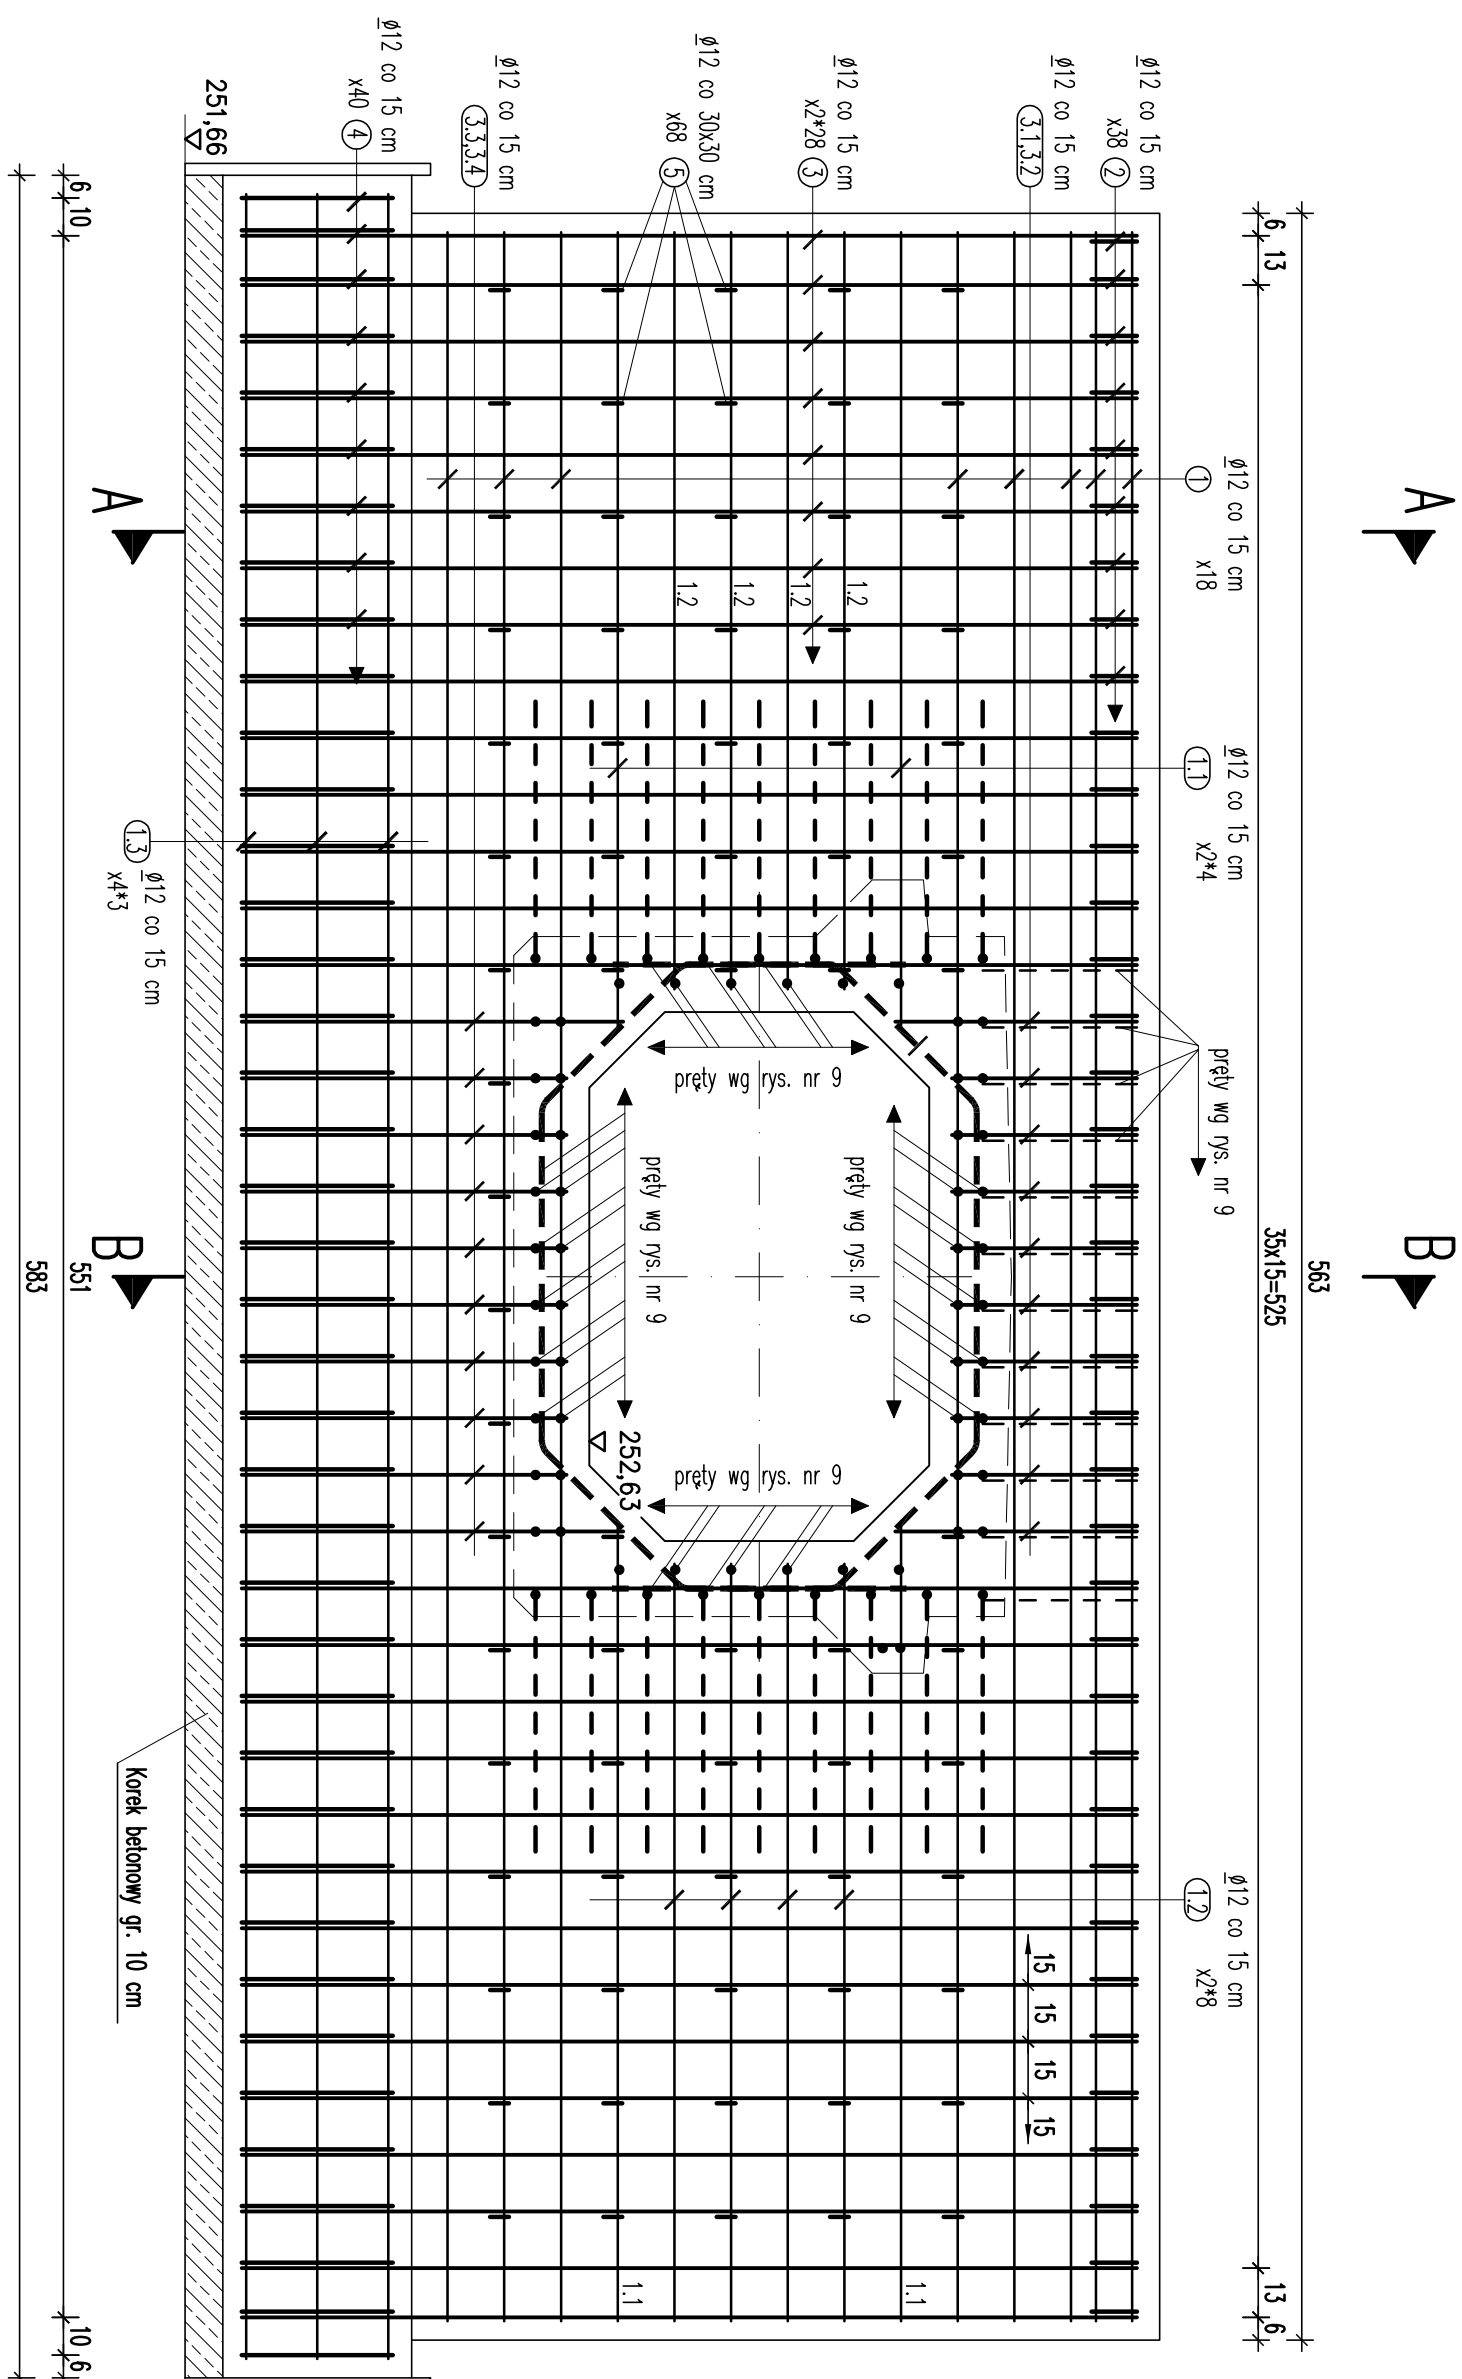 A
B
563
6
13
35x15=525
13
6
ø12 co 15 cm
x38 2
ø12 co 15 cm
3.1,3.2
ø12 co 15 cm
x2*28 3
ø12 co 30x30 cm
x68 5
ø12 co 15 cm
3.3,3.4
ø12 co 15 cm
x40 4
251,66
ø12 co 15 cm
1
x18
ø12 co 15 cm
1.1
x2*4
pręty wg rys. nr 9
ø12 co 15 cm
1.2
x2*8
15
15
15
15
1.2
1.2
1.2
1.2
pręty wg rys. nr 9
pręty wg rys. nr 9
pręty wg rys. nr 9
pręty wg rys. nr 9
252,63
1.1
1.1
1.3
ø12 co 15 cm
x4*3
Korek betonowy gr. 10 cm
A
B
6
10
551
10
6
583